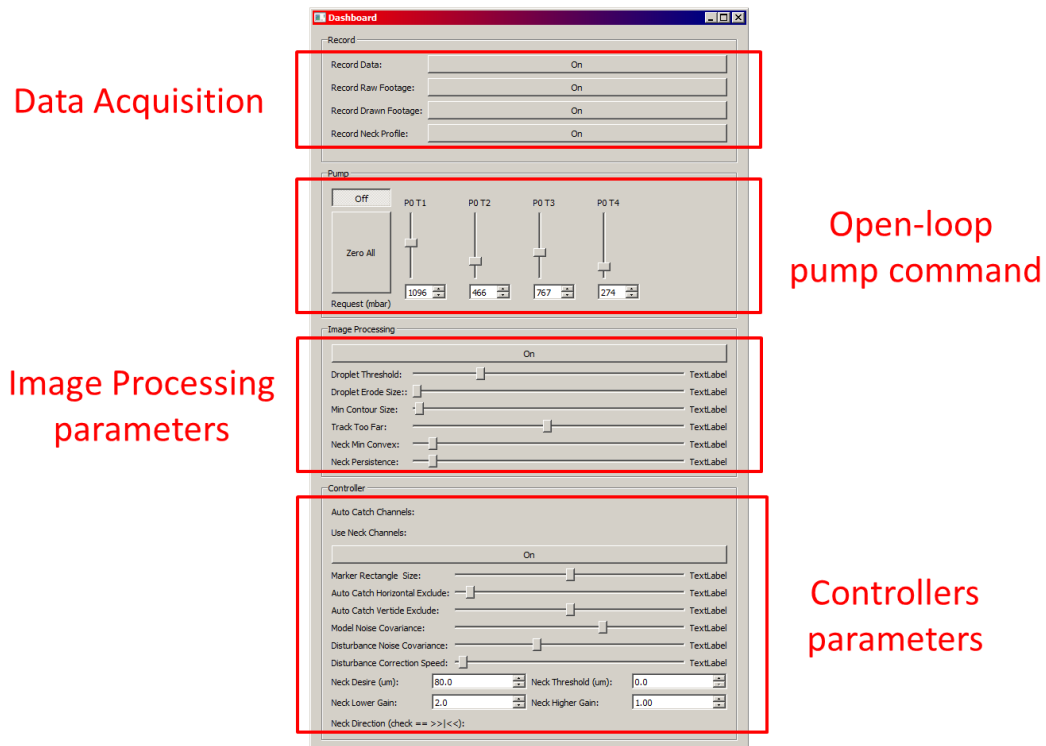 Dashboard
Record
Data Acquisition
Record Data: On
Record Raw Footage: On
Record Drawn Footage: On
Record Neck Profile: On
Pump
Off P0 T1 P0 T2 P0 T3 P0 T4
Zero All
1096 466 767 274
Request (mbar)
Open-loop
pump command
Image Processing
On
Droplet Threshold: TextLabel
Droplet Erode Size:: TextLabel
Min Contour Size: TextLabel
Track Too Far: TextLabel
Neck Min Convex: TextLabel
Neck Persistence: TextLabel
Image Processing
parameters
Controller
Auto Catch Channels:
Use Neck Channels:
On
Marker Rectangle Size: TextLabel
Auto Catch Horizontal Exclude: TextLabel
Auto Catch Verticle Exclude: TextLabel
Model Noise Covariance: TextLabel
Disturbance Noise Covariance: TextLabel
Disturbance Correction Speed: TextLabel
Neck Desire (um): 80.0 Neck Threshold (um): 0.0
Neck Lower Gain: 2.0 Neck Higher Gain: 1.00
Neck Direction (check == >>|<<):
Controllers
parameters